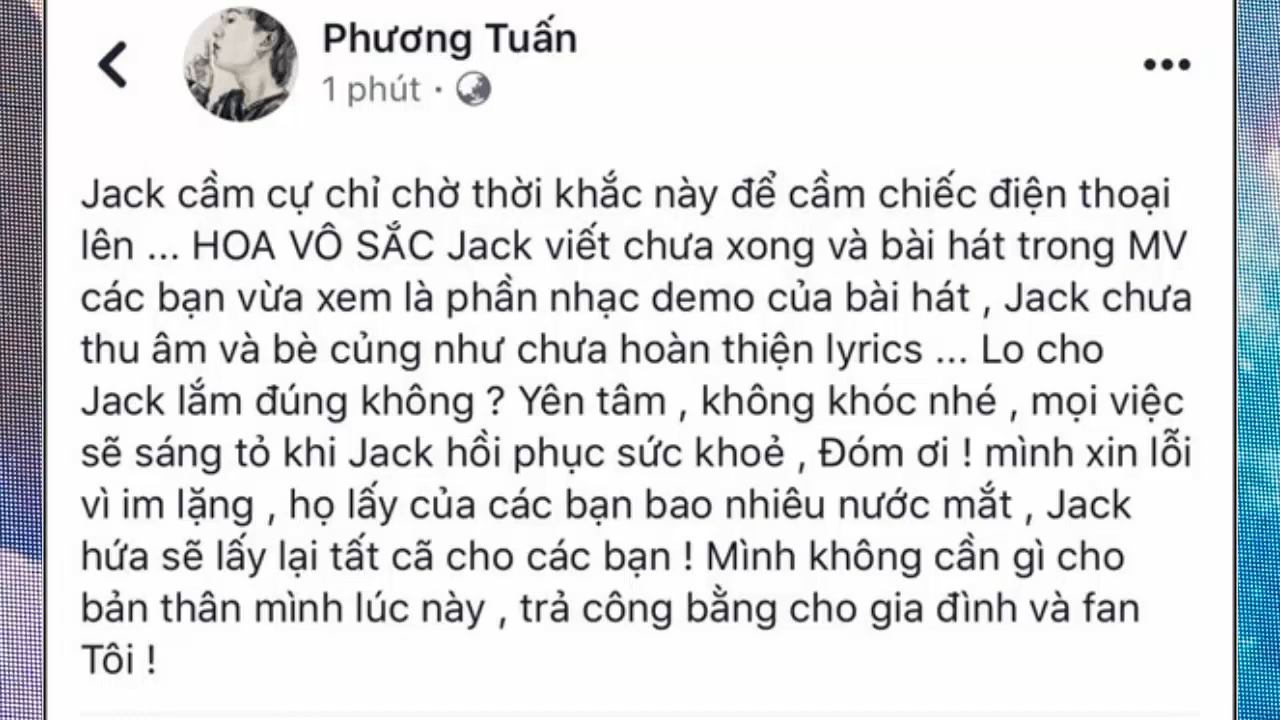 Phương Tuấn
1 phút ·
Jack cầm cự chỉ chờ thời khắc này để cầm chiếc điện thoại
lên ... HOA VÔ SẮC Jack viết chưa xong và bài hát trong MV
các bạn vừa xem là phần nhạc demo của bài hát , Jack chưa
thu âm và bè củng như chưa hoàn thiện lyrics ... Lo cho
Jack lắm đúng không ? Yên tâm , không khóc nhé , mọi việc
sẽ sáng tỏ khi Jack hồi phục sức khoẻ , Đóm ơi ! mình xin lỗi
vì im lặng , họ lấy của các bạn bao nhiêu nước mắt , Jack
hứa sẽ lấy lại tất cã cho các bạn ! Mình không cần gì cho
bản thân mình lúc này , trả công bằng cho gia đình và fan
Tôi !